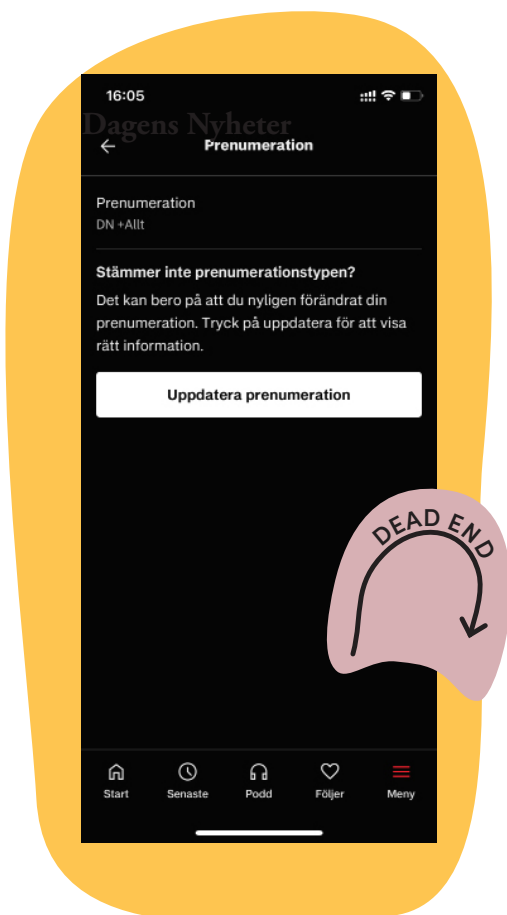 16:05
Dagens Nyheter
Prenumeration
Prenumeration
DN +Allt
Stämmer inte prenumerationstypen?
Det kan bero på att du nyligen förändrat din
prenumeration. Tryck på uppdatera för att visa
rätt information.
Uppdatera prenumeration
DEAD END
Start Senaste Podd Följer Meny